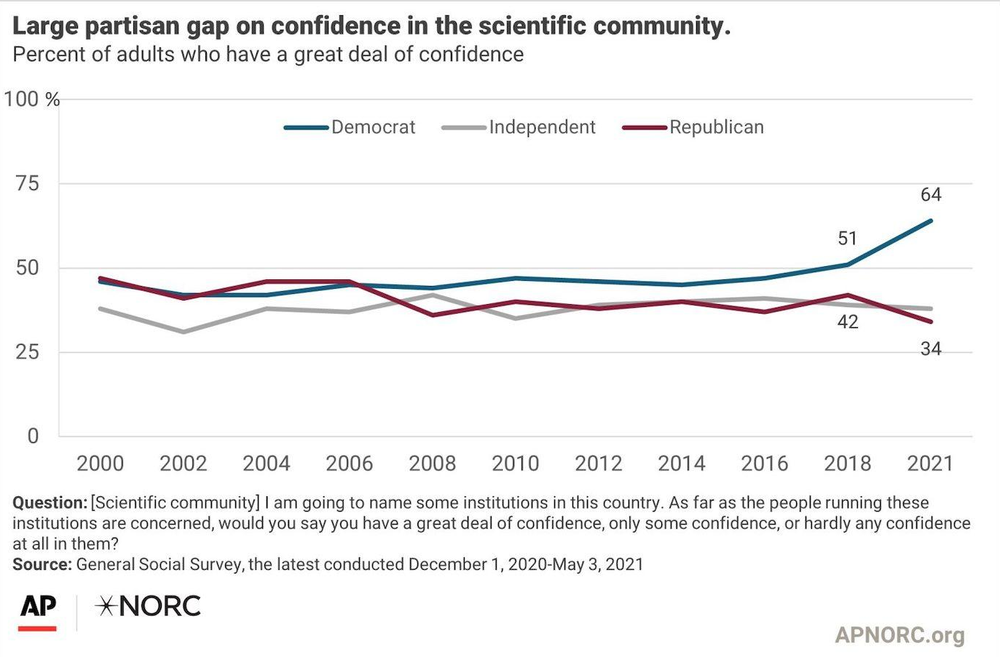 Large partisan gap on confidence in the scientific community.
Percent of adults who have a great deal of confidence
100 %
Democrat Independent Republican
75
64
51
50
42
34
25
0
2000 2002 2004 2006 2008 2010 2012 2014 2016 2018 2021
Question: [Scientific community] I am going to name some institutions in this country. As far as the people running these
institutions are concerned, would you say you have a great deal of confidence, only some confidence, or hardly any confidence
at all in them?
Source: General Social Survey, the latest conducted December 1, 2020-May 3, 2021
AP NORC
APNORC.org